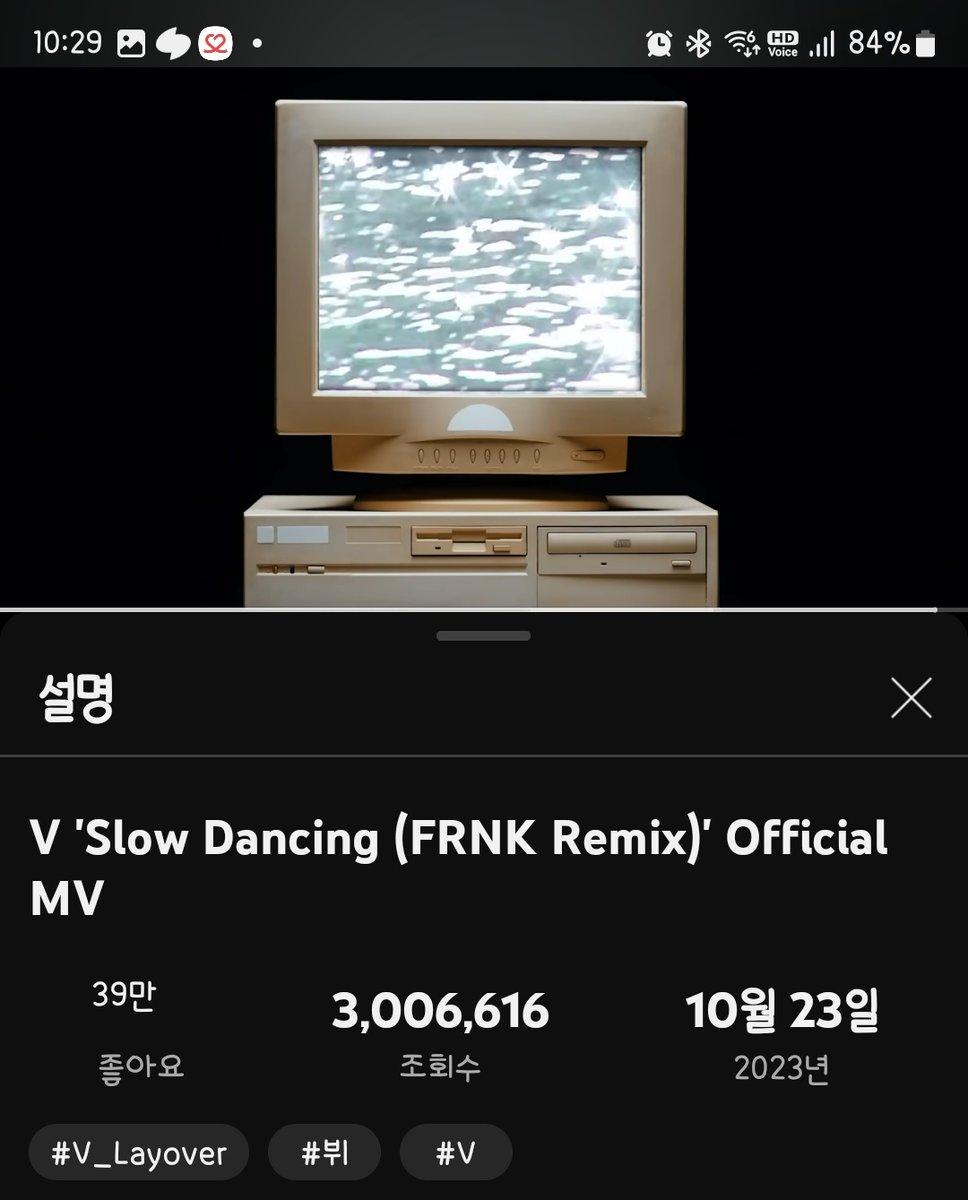 10:29
HD Voice 84%
설명
V 'Slow Dancing (FRNK Remix)' Official
MV
39만 3,006,616 10월 23일
좋아요 조회수 2023년
#V_Layover #뷔 #V